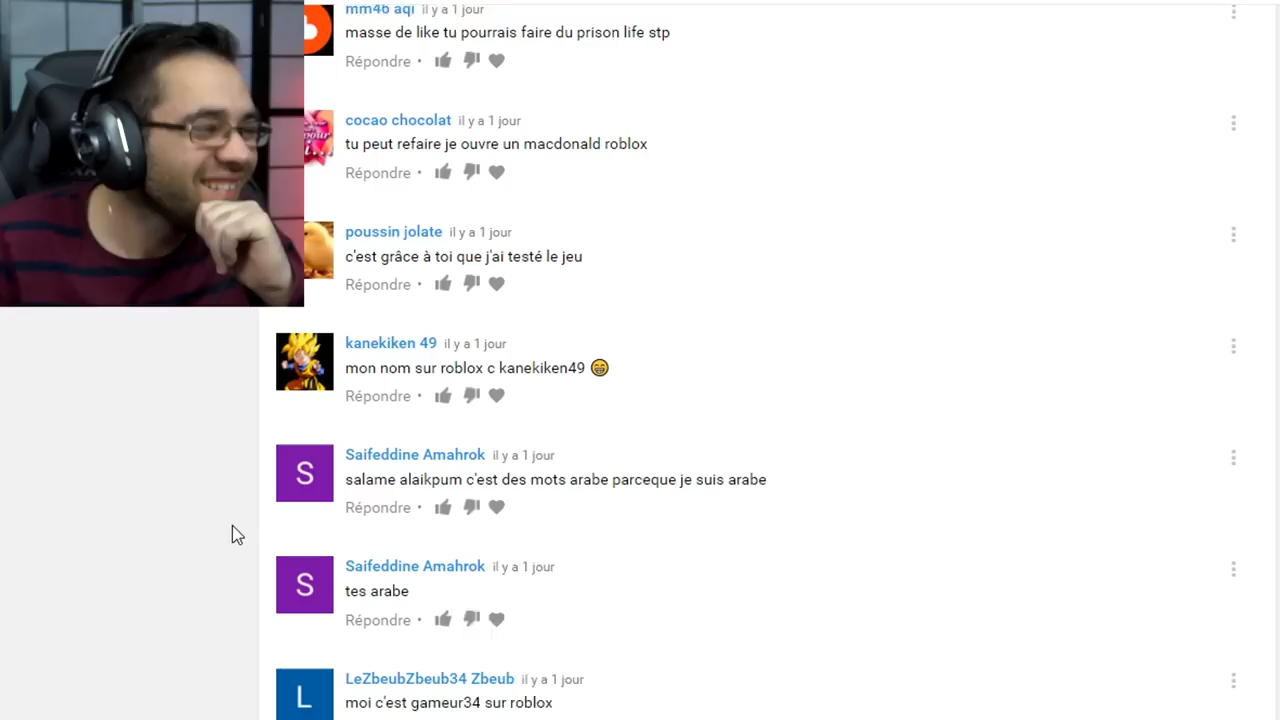 mm46 aqi il y a 1 jour
masse de like tu pourrais faire du prison life stp
Répondre •
cocao chocolat il y a 1 jour
tu peut refaire je ouvre un macdonald roblox
Répondre •
poussin jolate il y a 1 jour
c'est grâce à toi que j'ai testé le jeu
Répondre •
kanekiken 49 il y a 1 jour
mon nom sur roblox c kanekiken49 😁
Répondre •
S
Saifeddine Amahrok il y a 1 jour
salame alaikpum c'est des mots arabe parceque je suis arabe
Répondre •
S
Saifeddine Amahrok il y a 1 jour
tes arabe
Répondre •
L
LeZbeubZbeub34 Zbeub il y a 1 jour
moi c'est gameur34 sur roblox